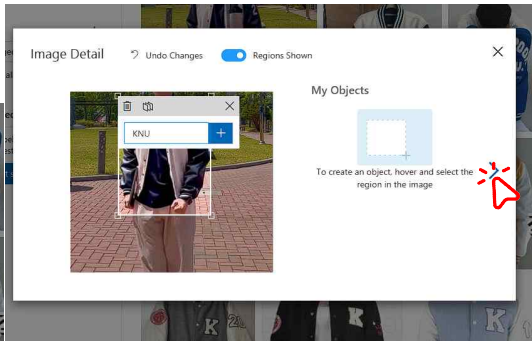 Image Detail
Undo Changes
Regions Shown
My Objects
KNU
To create an object, hover and select the
region in the image
K
K
K